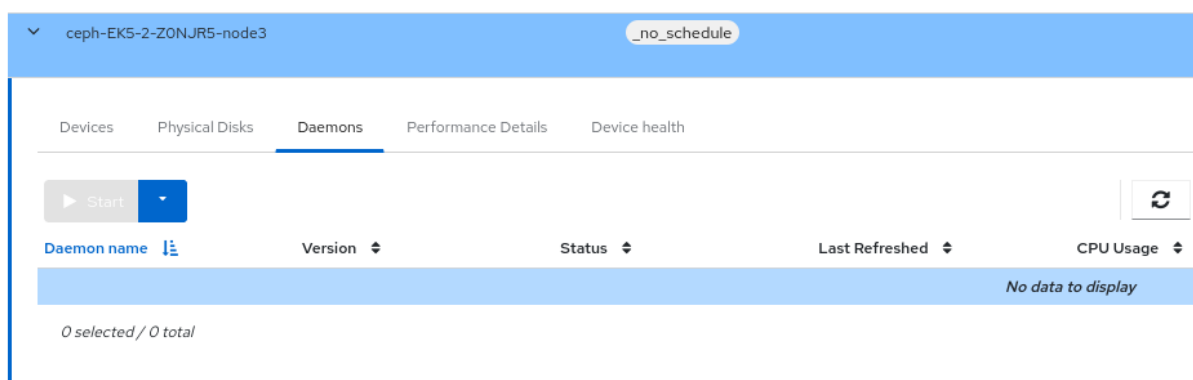 ceph-EK5-2-Z0NJR5-node3 _no_schedule
Devices Physical Disks Daemons Performance Details Device health
Start
Daemon name Version Status Last Refreshed CPU Usage
No data to display
0 selected / 0 total